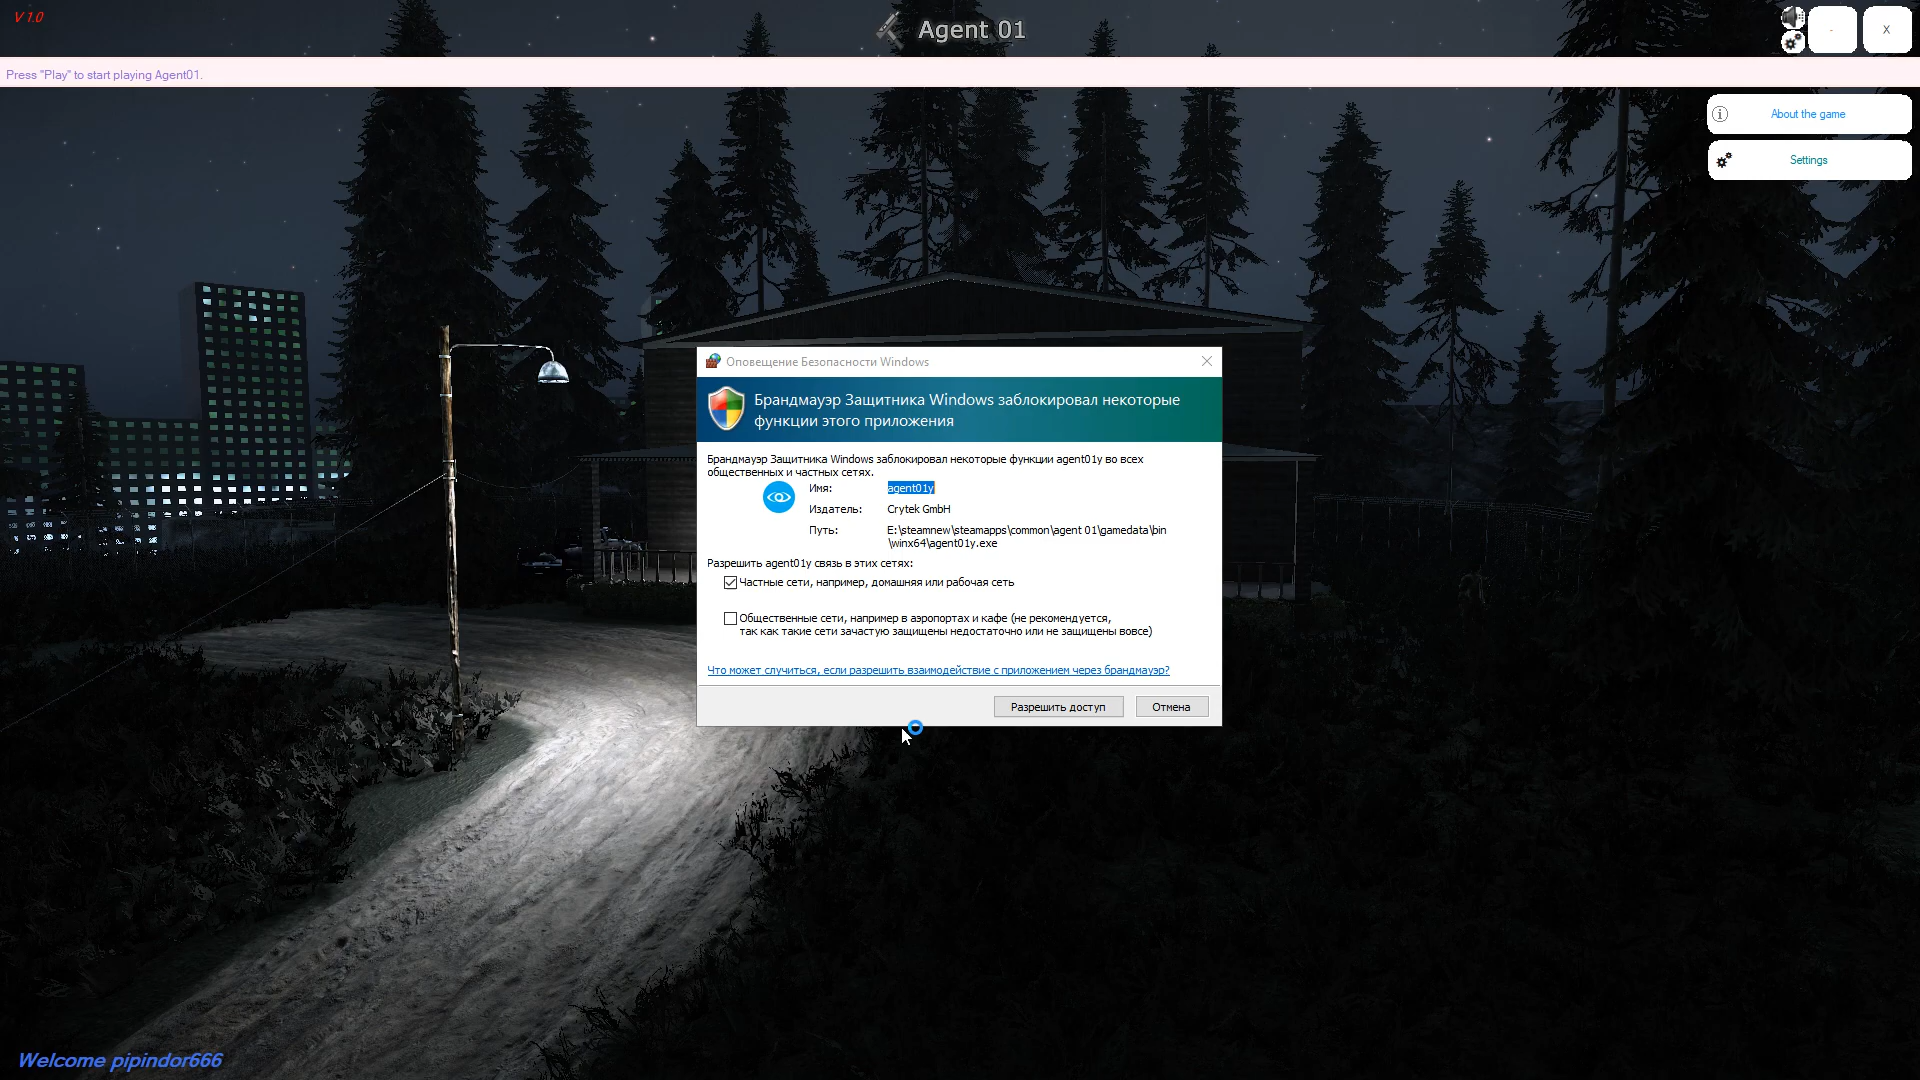 V 1.0
Agent 01
-
X
Press "Play" to start playing Agent01.
About the game
Settings
Оповещение Безопасности Windows
Брандмауэр Защитника Windows заблокировал некоторые
функции этого приложения
Брандмауэр Защитника Windows заблокировал некоторые функции agent01y во всех
общественных и частных сетях.
Имя: agent01y
Издатель: Crytek GmbH
Путь: E:\steamnew\steamapps\common\agent 01\gamedata\bin
\winx64\agent01y.exe
Разрешить agent01y связь в этих сетях:
Частные сети, например, домашняя или рабочая сеть
Общественные сети, например в аэропортах и кафе (не рекомендуется,
так как такие сети зачастую защищены недостаточно или не защищены вовсе)
Что может случиться, если разрешить взаимодействие с приложением через брандмауэр?
Разрешить доступ
Отмена
Welcome pipindor666